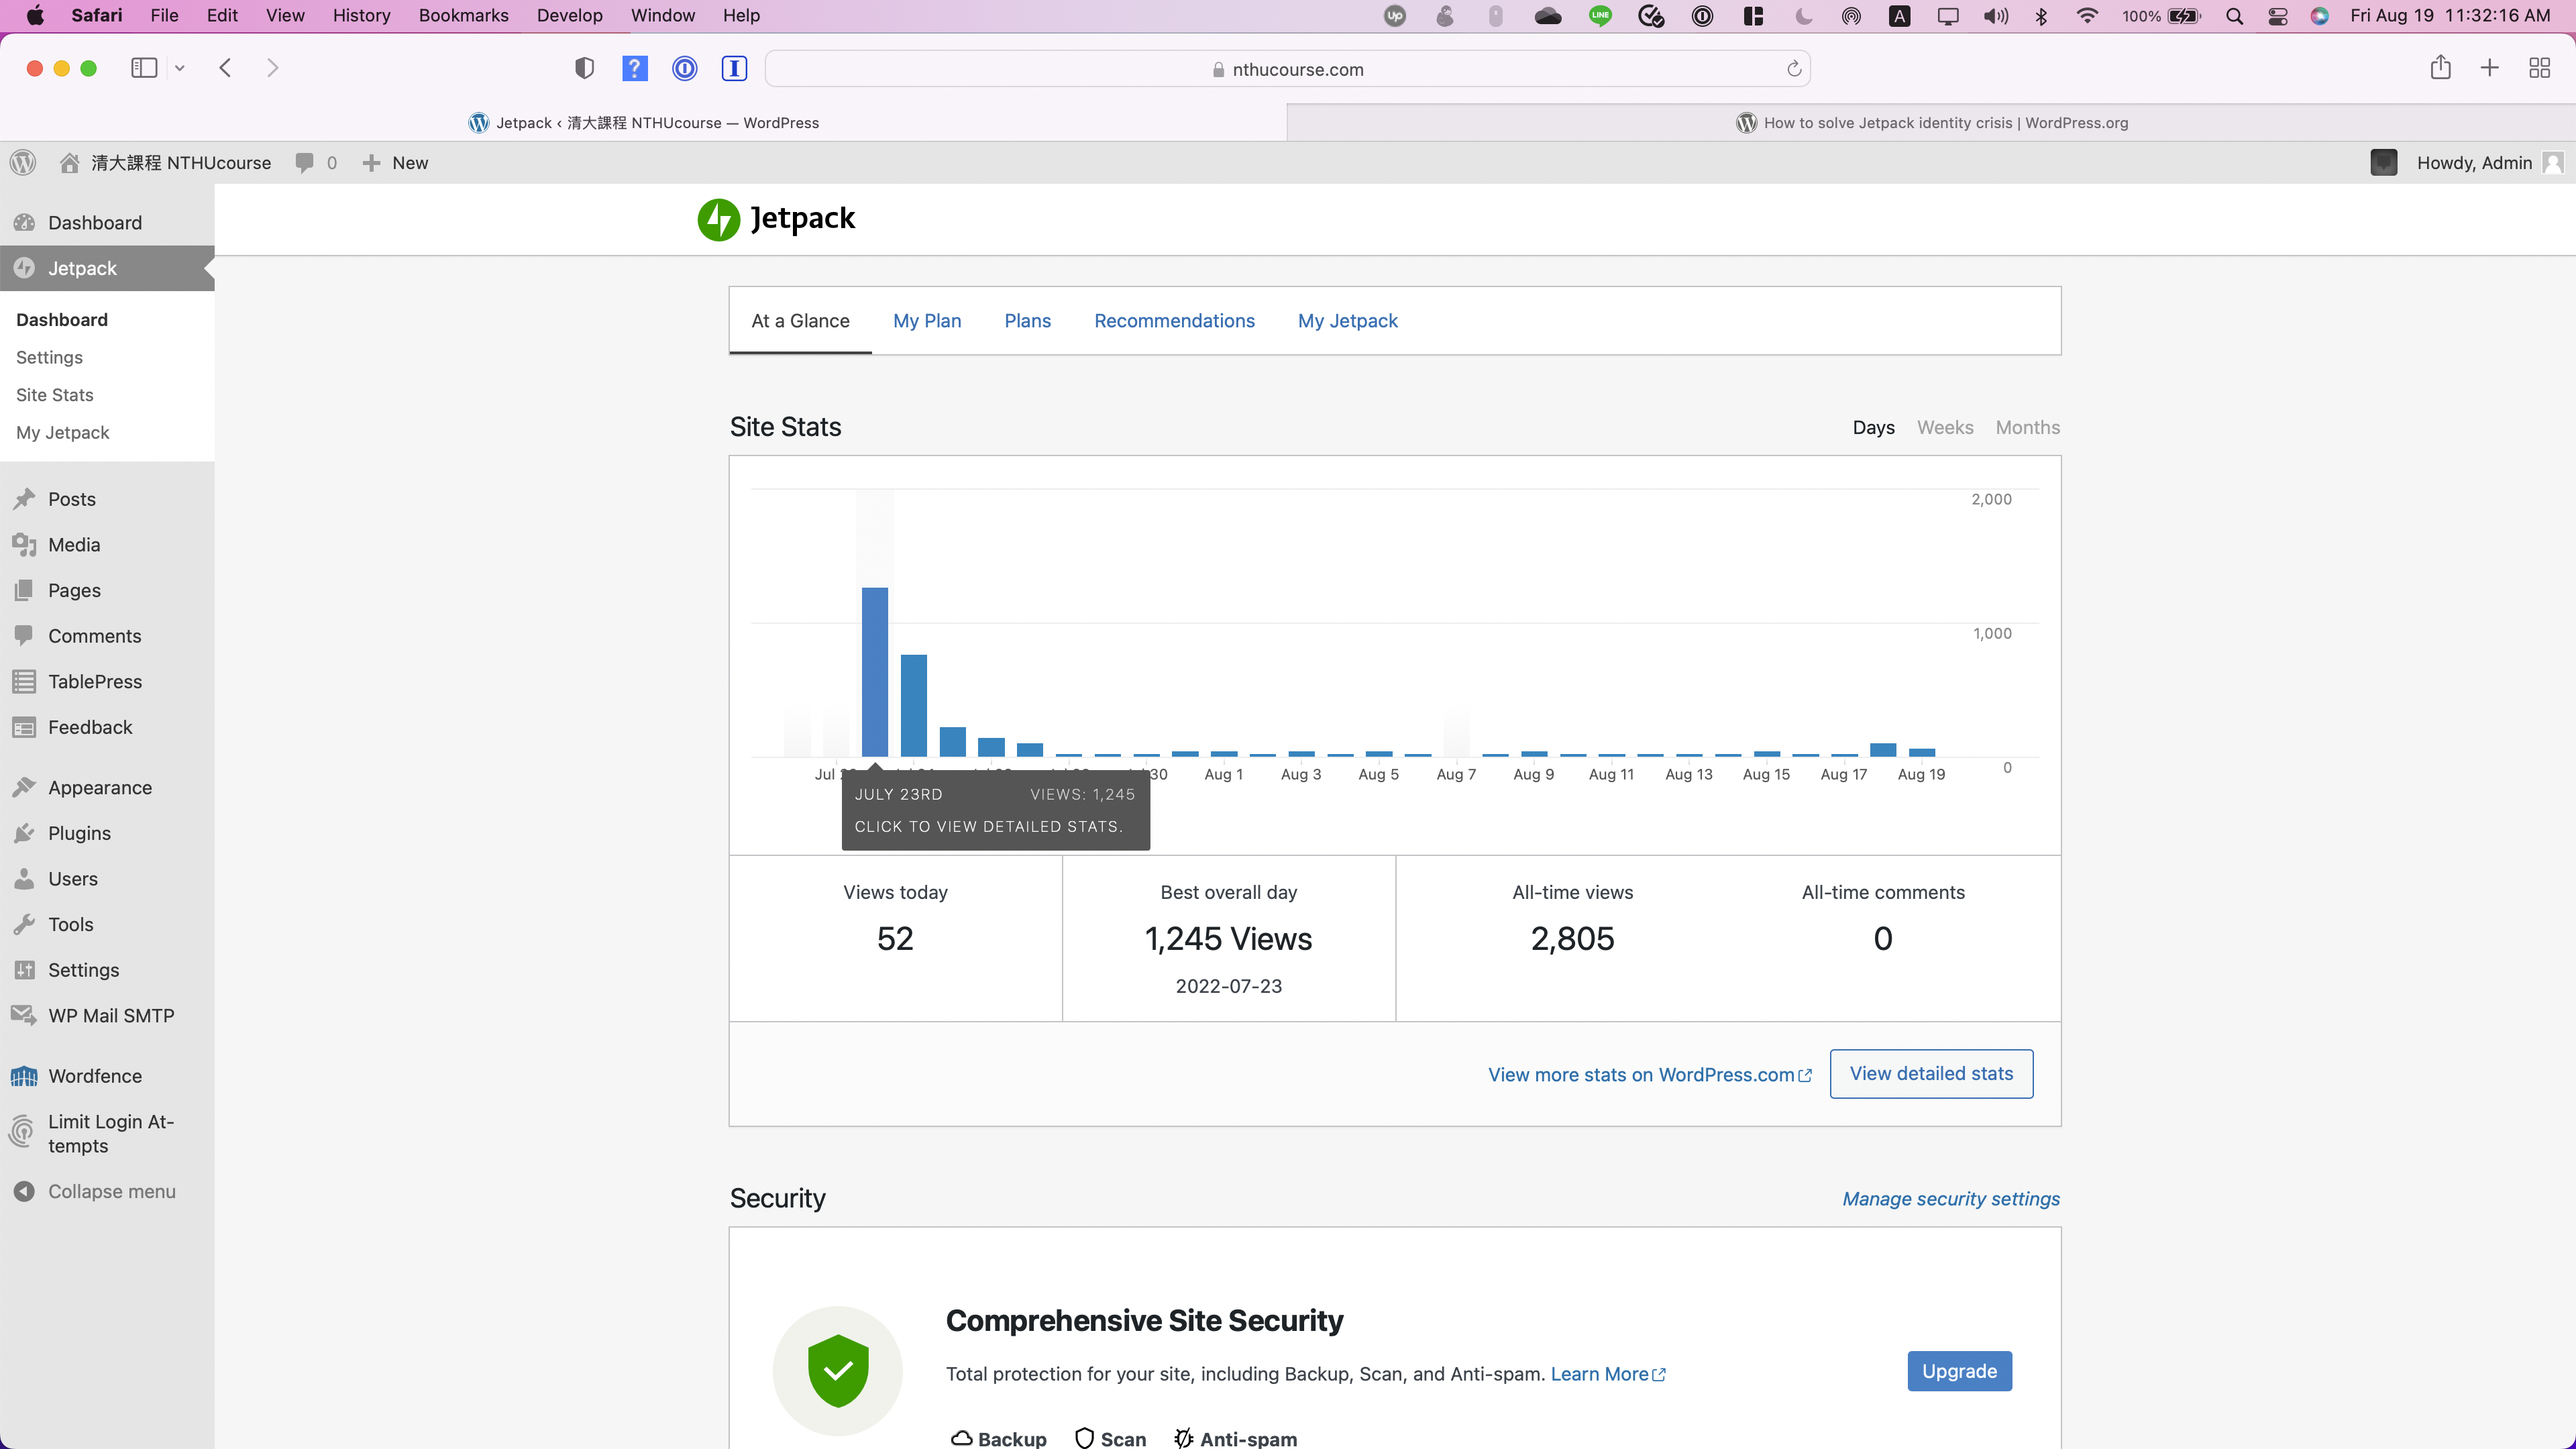 Safari File Edit View History Bookmarks Develop Window Help
Up LINE A 100% Fri Aug 19 11:32:16 AM
nthucourse.com
Jetpack ‹ 清大課程 NTHUcourse — WordPress
How to solve Jetpack identity crisis | WordPress.org
清大課程 NTHUcourse 0 New
Howdy, Admin
Dashboard
Jetpack
Dashboard
Settings
Site Stats
My Jetpack
Posts
Media
Pages
Comments
TablePress
Feedback
Appearance
Plugins
Users
Tools
Settings
WP Mail SMTP
Wordfence
Limit Login At-
tempts
Collapse menu
Jetpack
At a Glance My Plan Plans Recommendations My Jetpack
Site Stats
Days Weeks Months
2,000
1,000
0
Jul 30 Aug 1 Aug 3 Aug 5 Aug 7 Aug 9 Aug 11 Aug 13 Aug 15 Aug 17 Aug 19
JULY 23RD VIEWS: 1,245
CLICK TO VIEW DETAILED STATS.
Views today
52
Best overall day
1,245 Views
2022-07-23
All-time views
2,805
All-time comments
0
View more stats on WordPress.com
View detailed stats
Security
Manage security settings
Comprehensive Site Security
Total protection for your site, including Backup, Scan, and Anti-spam. Learn More
Upgrade
Backup Scan Anti-spam